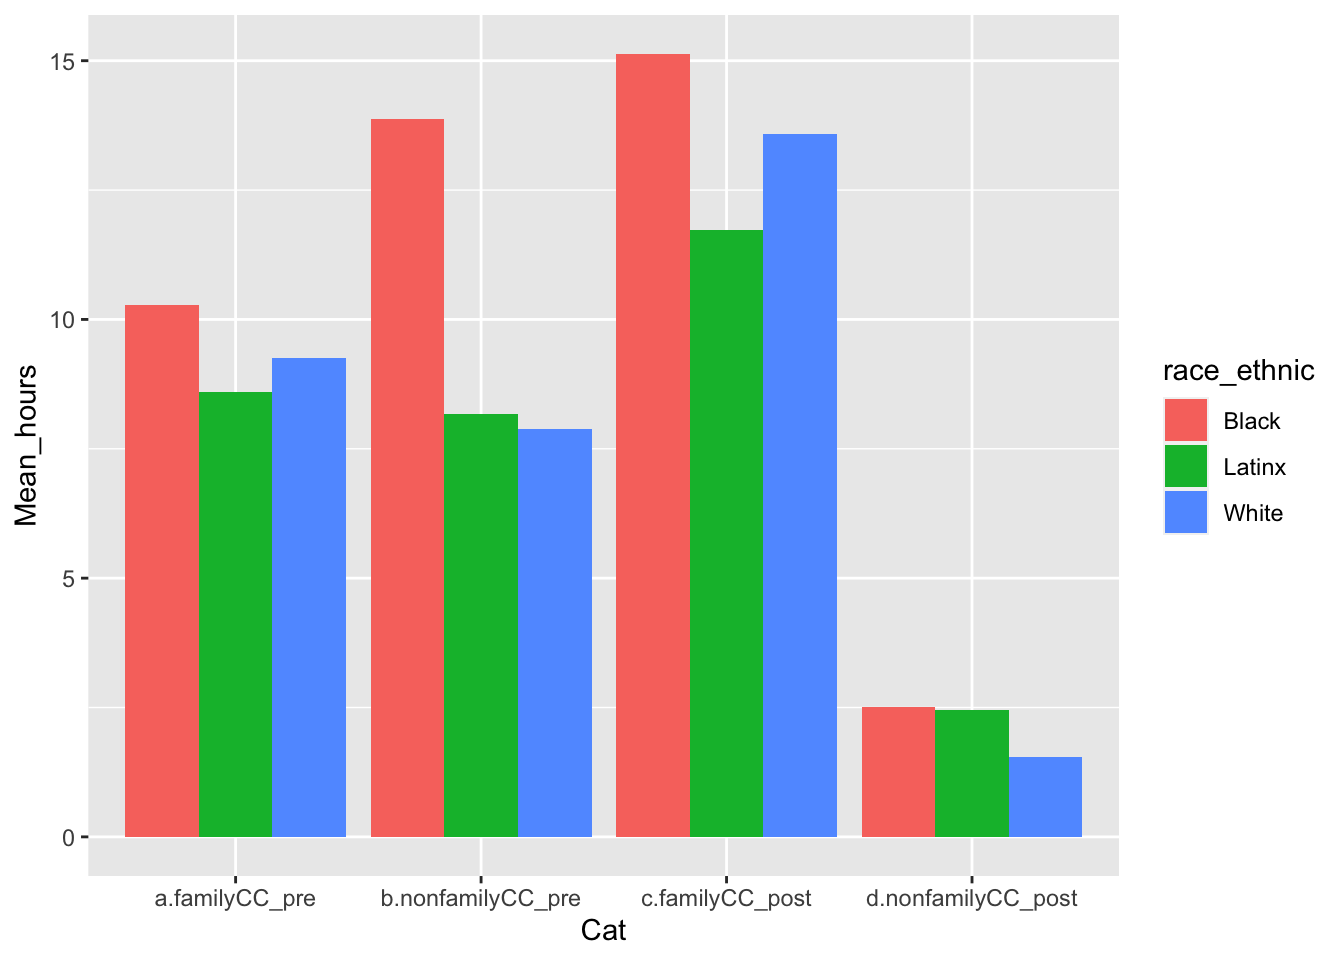 Mean_hours
15
10
5
0
a.familyCC_pre
b.nonfamilyCC_pre
c.familyCC_post
d.nonfamilyCC_post
Cat
race_ethnic
Black
Latinx
White